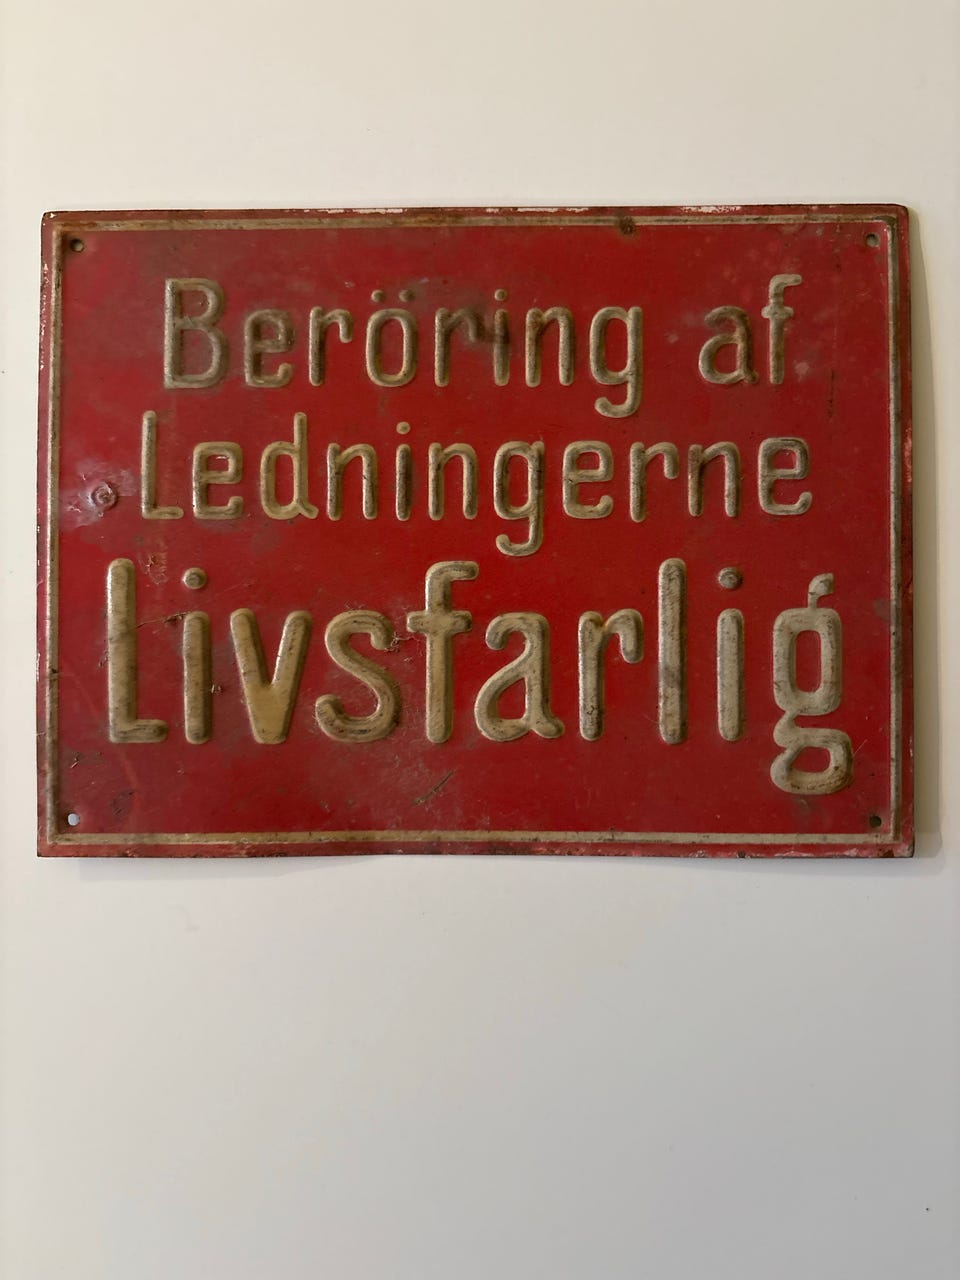 Beröring af
Ledningerne
Livsfarlig